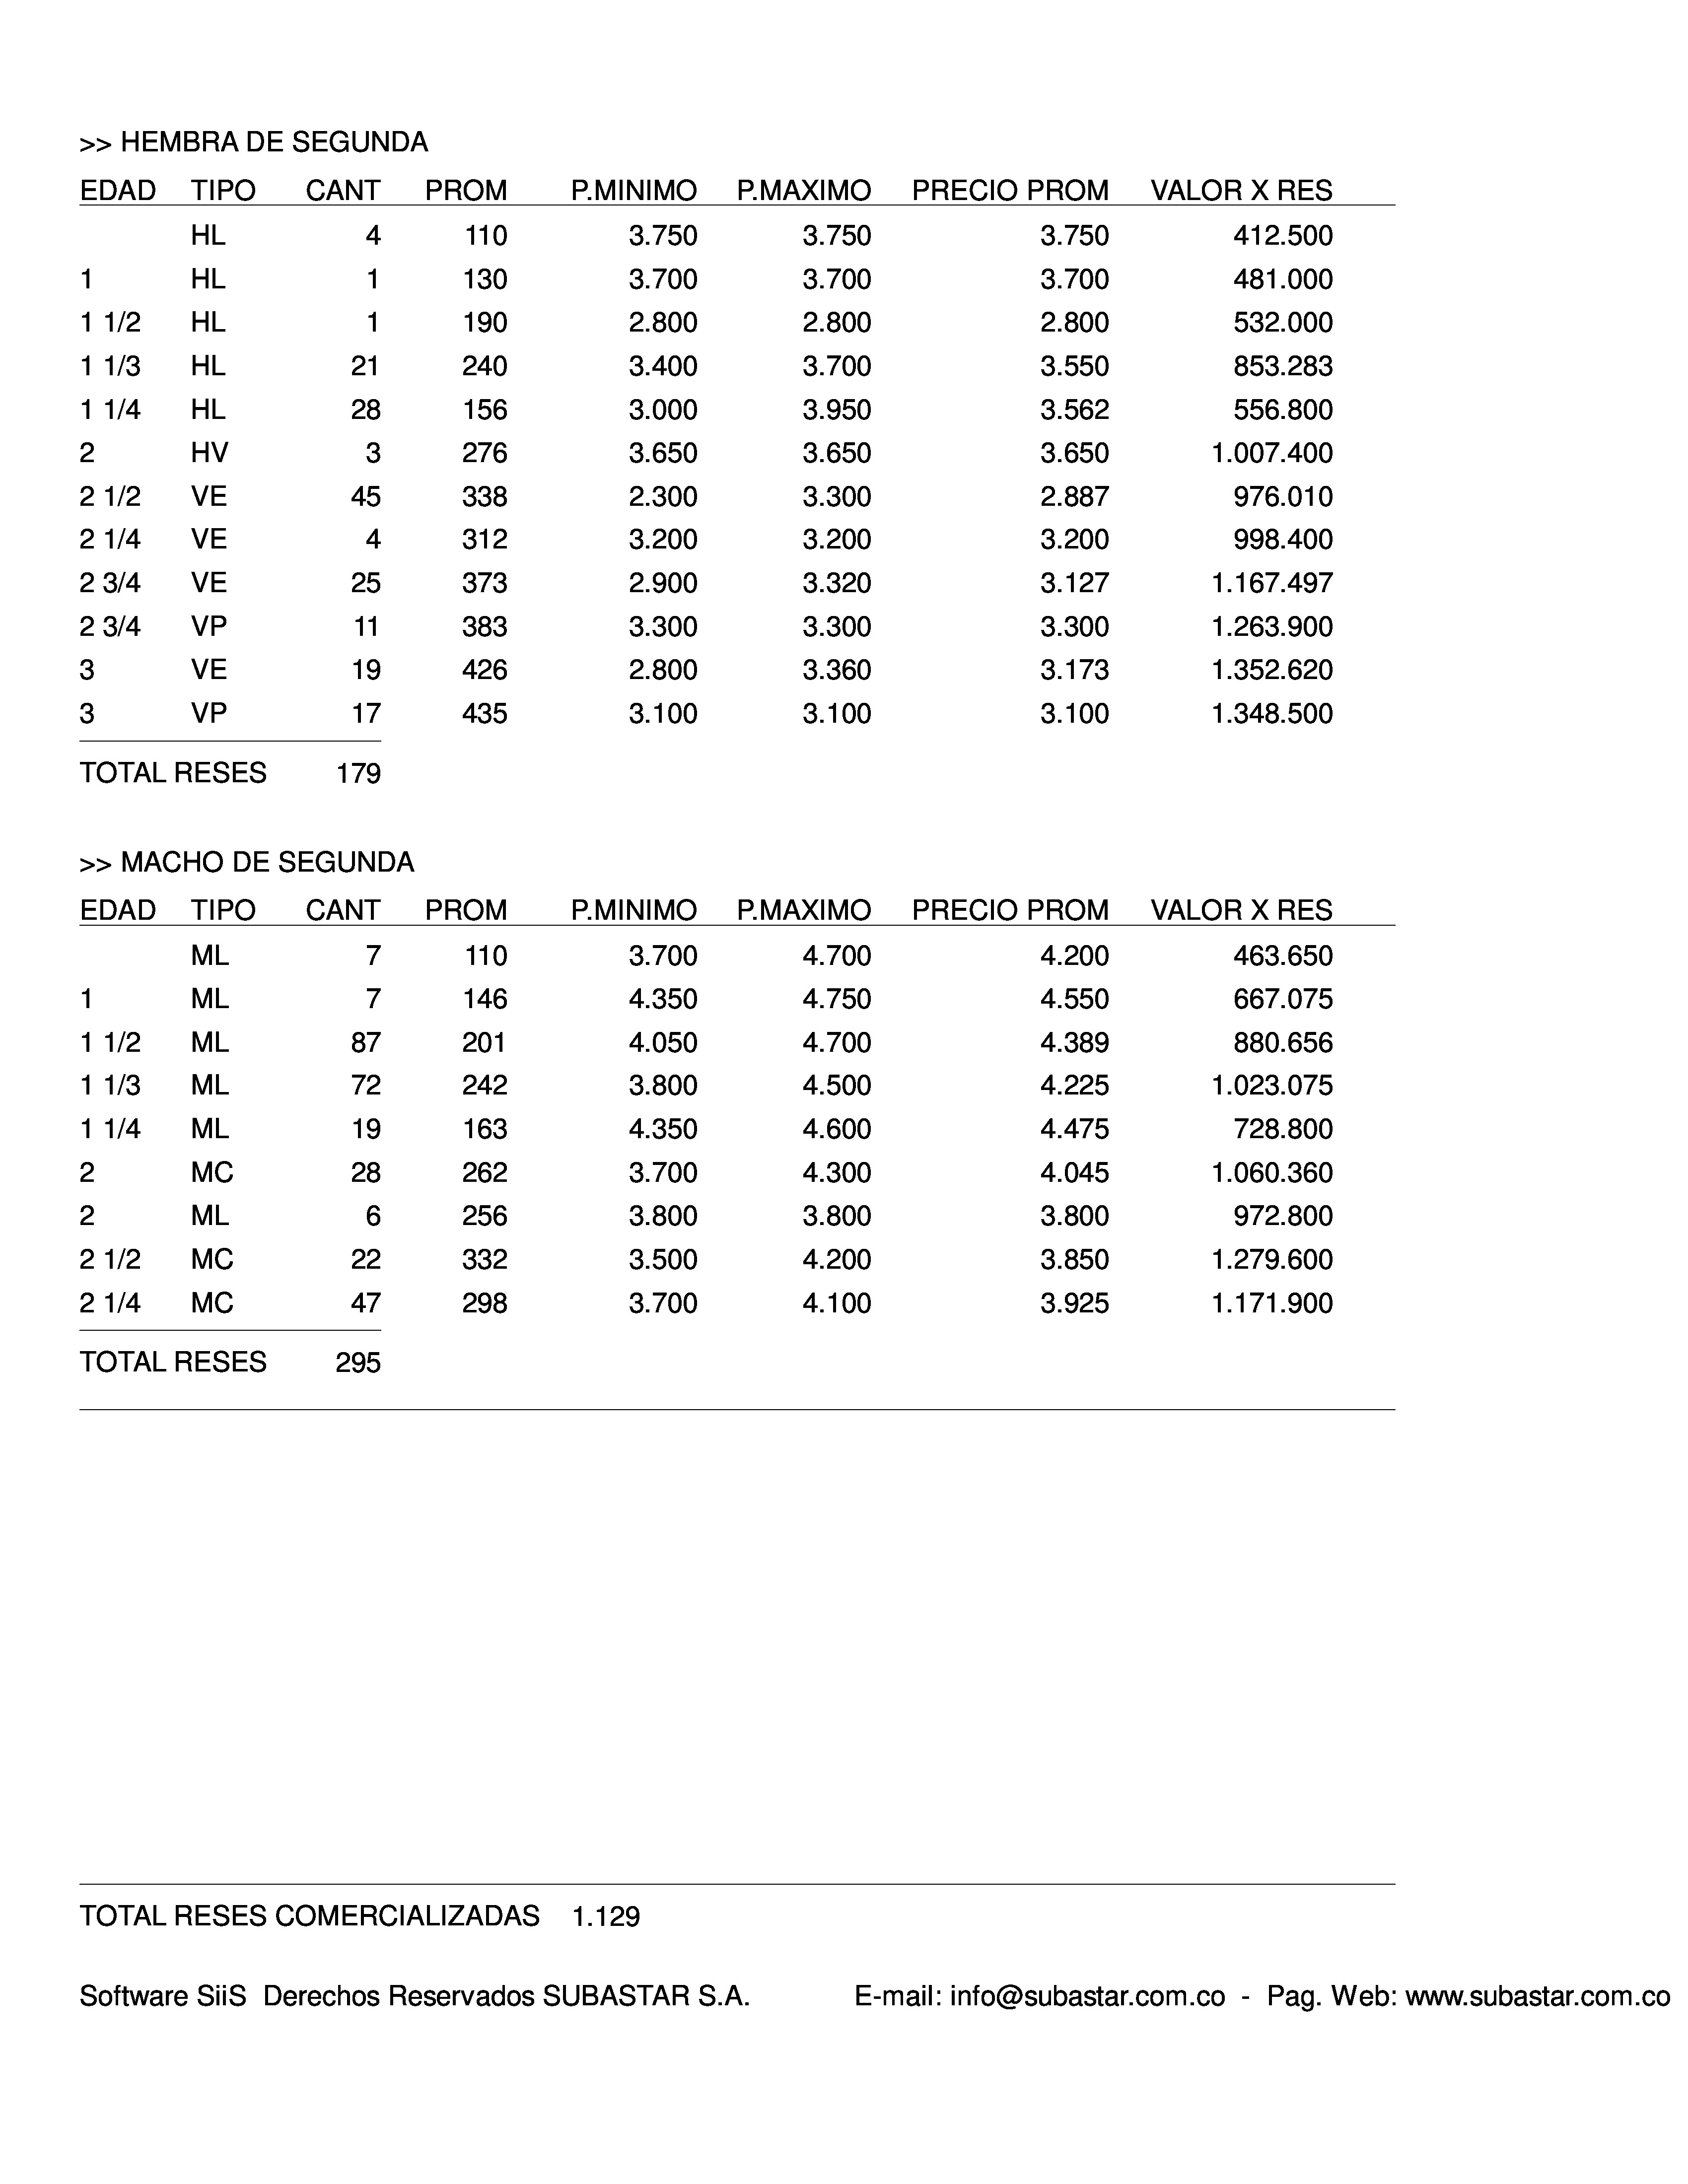 >> HEMBRA DE SEGUNDA
EDAD TIPO CANT PROM P.MINIMO P.MAXIMO PRECIO PROM VALOR X RES
HL 4 110 3.750 3.750 3.750 412.500
1 HL 1 130 3.700 3.700 3.700 481.000
1 1/2 HL 1 190 2.800 2.800 2.800 532.000
1 1/3 HL 21 240 3.400 3.700 3.550 853.283
1 1/4 HL 28 156 3.000 3.950 3.562 556.800
2 HV 3 276 3.650 3.650 3.650 1.007.400
2 1/2 VE 45 338 2.300 3.300 2.887 976.010
2 1/4 VE 4 312 3.200 3.200 3.200 998.400
2 3/4 VE 25 373 2.900 3.320 3.127 1.167.497
2 3/4 VP 11 383 3.300 3.300 3.300 1.263.900
3 VE 19 426 2.800 3.360 3.173 1.352.620
3 VP 17 435 3.100 3.100 3.100 1.348.500
TOTAL RESES 179
>> MACHO DE SEGUNDA
EDAD TIPO CANT PROM P.MINIMO P.MAXIMO PRECIO PROM VALOR X RES
ML 7 110 3.700 4.700 4.200 463.650
1 ML 7 146 4.350 4.750 4.550 667.075
1 1/2 ML 87 201 4.050 4.700 4.389 880.656
1 1/3 ML 72 242 3.800 4.500 4.225 1.023.075
1 1/4 ML 19 163 4.350 4.600 4.475 728.800
2 MC 28 262 3.700 4.300 4.045 1.060.360
2 ML 6 256 3.800 3.800 3.800 972.800
2 1/2 MC 22 332 3.500 4.200 3.850 1.279.600
2 1/4 MC 47 298 3.700 4.100 3.925 1.171.900
TOTAL RESES 295
TOTAL RESES COMERCIALIZADAS 1.129
Software SiiS Derechos Reservados SUBASTAR S.A. E-mail: info@subastar.com.co - Pag. Web: www.subastar.com.co